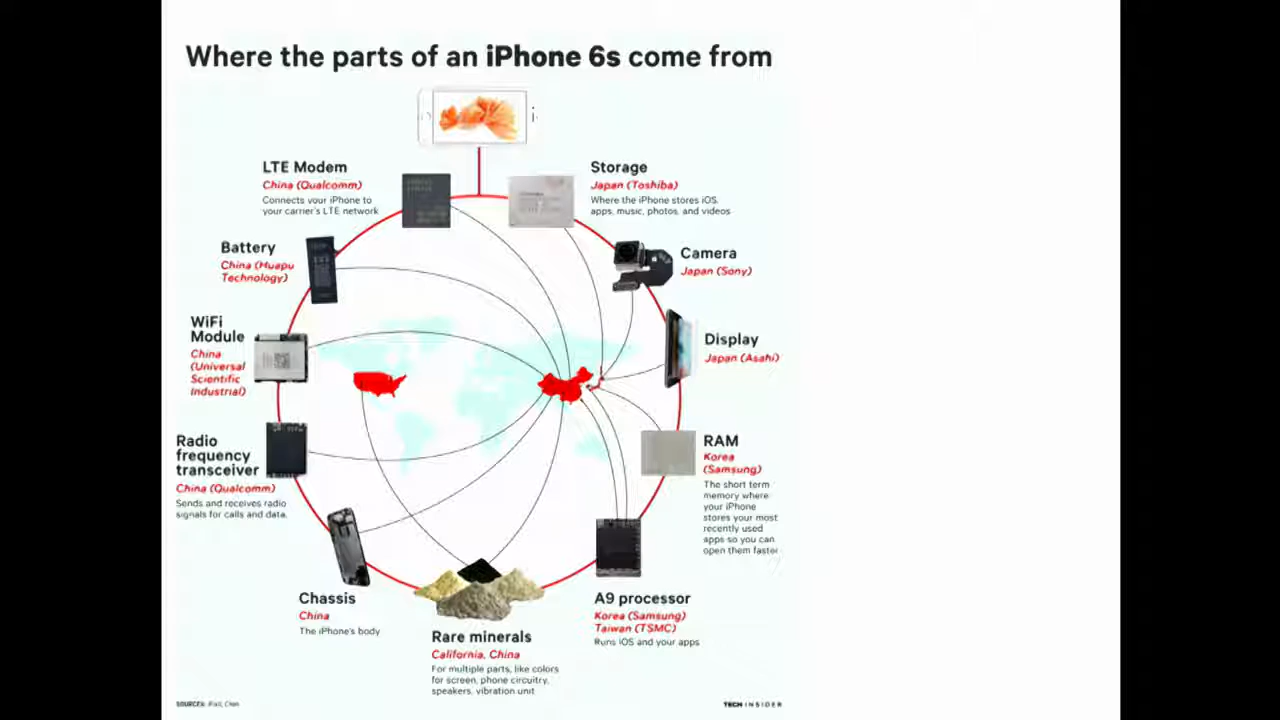 Where the parts of an iPhone 6s come from
LTE Modem
China (Qualcomm)
Connects your iPhone to
your carrier's LTE network
Storage
Japan (Toshiba)
Where the iPhone stores iOS,
apps, music, photos, and videos
Battery
China (Huapu
Technology)
Camera
Japan (Sony)
WiFi
Module
China
(Universal
Scientific
Industrial)
Display
Japan (Asahi)
Radio
frequency
transceiver
China (Qualcomm)
Sends and receives radio
signals for calls and data.
RAM
Korea
(Samsung)
The short term
memory where
your iPhone
stores your most
recently used
apps so you can
open them faster
Chassis
China
The iPhone's body
Rare minerals
California, China
For multiple parts, like colors
for screen, phone circuitry,
speakers, vibration unit
A9 processor
Korea (Samsung)
Taiwan (TSMC)
Runs iOS and your apps
SOURCES:
TECH INSIDER